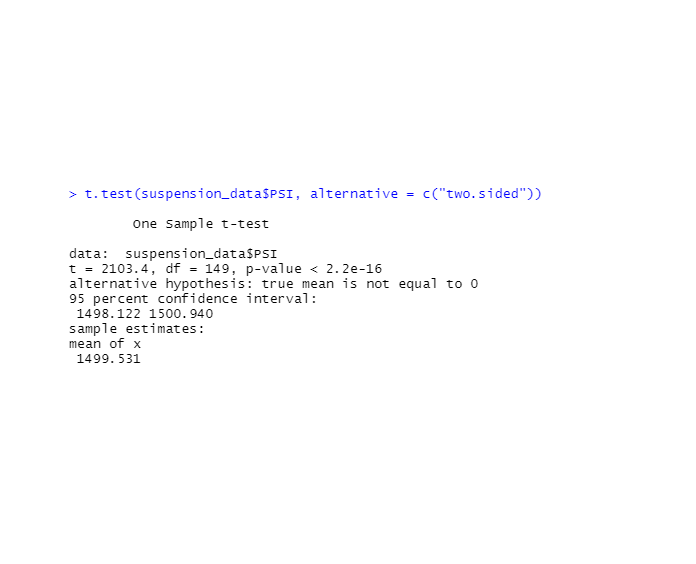 > t.test(suspension_data$PSI, alternative = c("two.sided"))
One Sample t-test
data:  suspension_data$PSI
t = 2103.4, df = 149, p-value < 2.2e-16
alternative hypothesis: true mean is not equal to 0
95 percent confidence interval:
1498.122 1500.940
sample estimates:
mean of x
1499.531